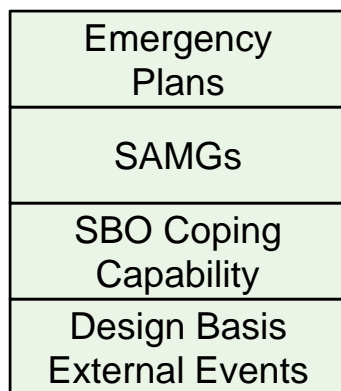 Emergency
Plans
SAMGs
SBO Coping
Capability
Design Basis
External Events